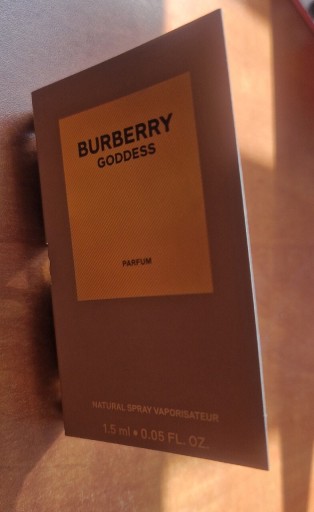 BURBERRY
GODDESS
PARFUM
NATURAL SPRAY VAPORISATEUR
1.5 ml • 0.05 FL. OZ.